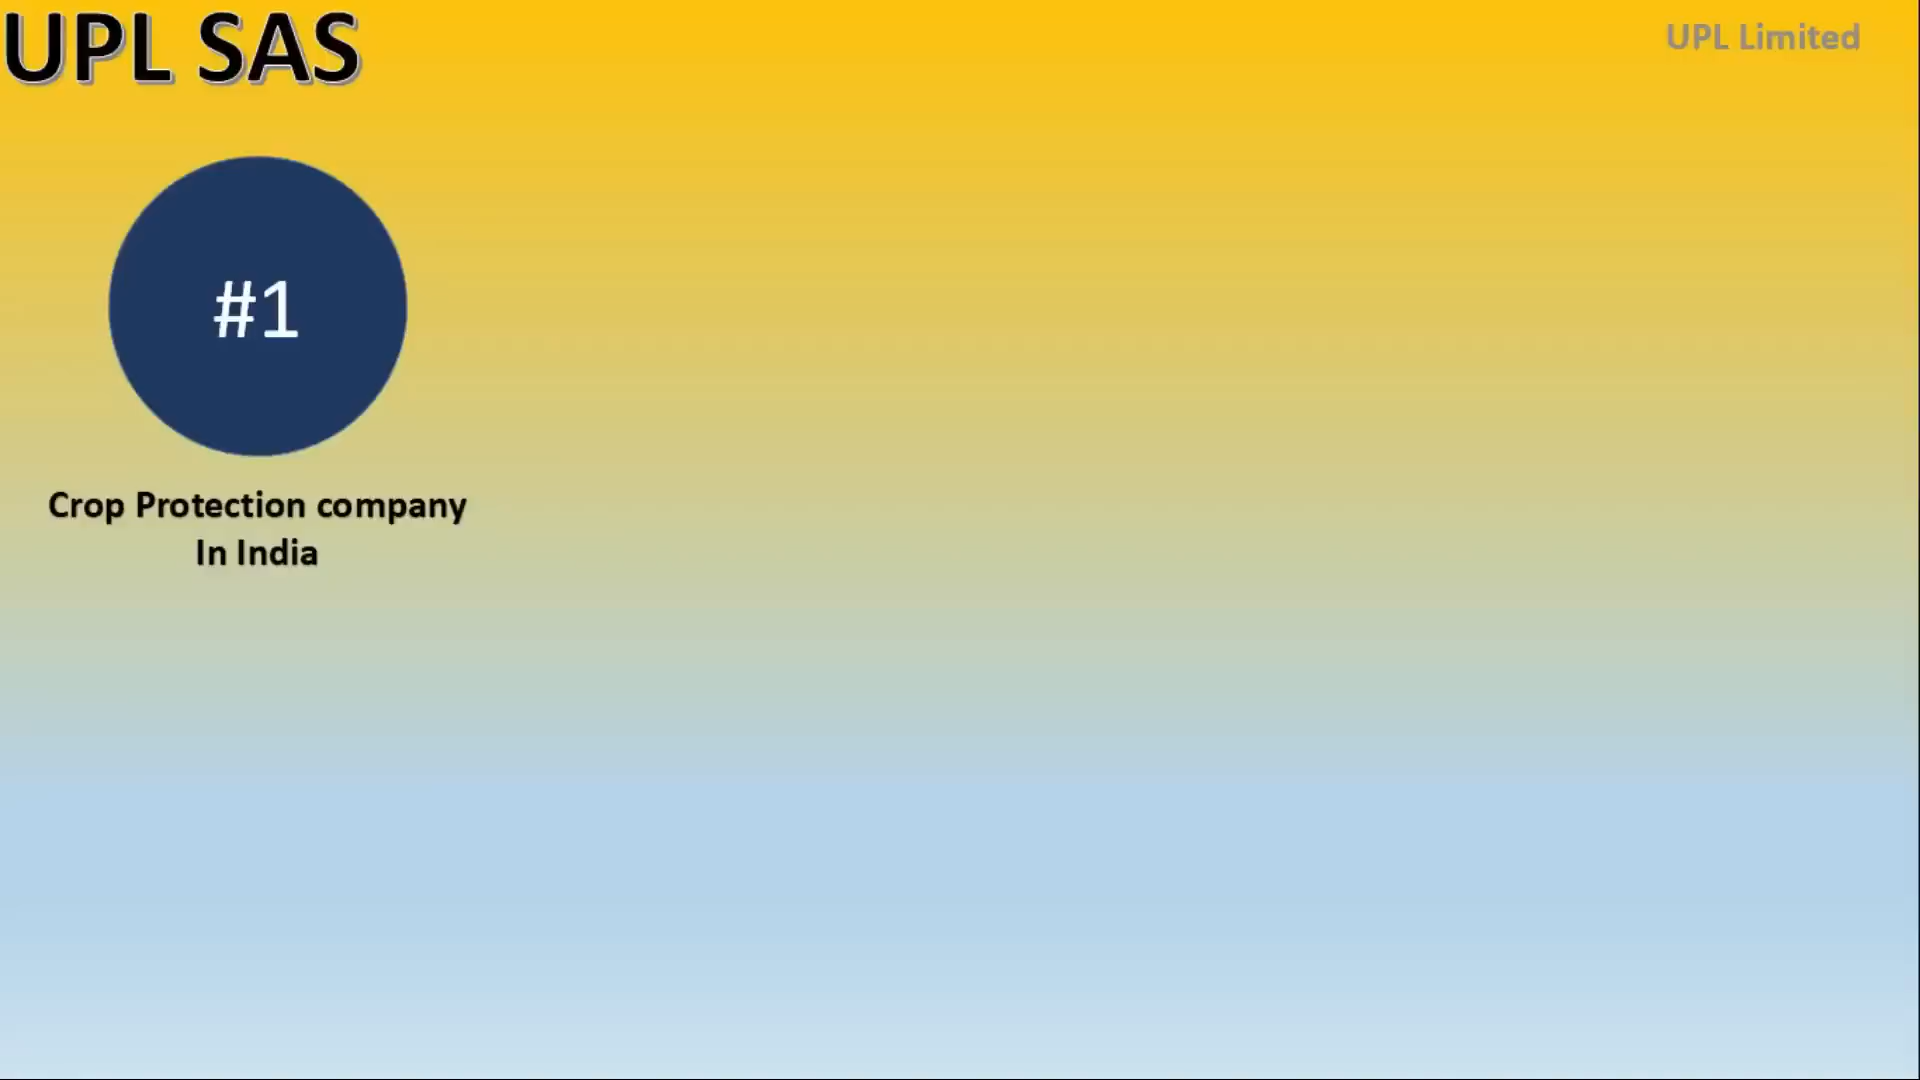 UPL SAS
UPL Limited
#1
Crop Protection company
In India